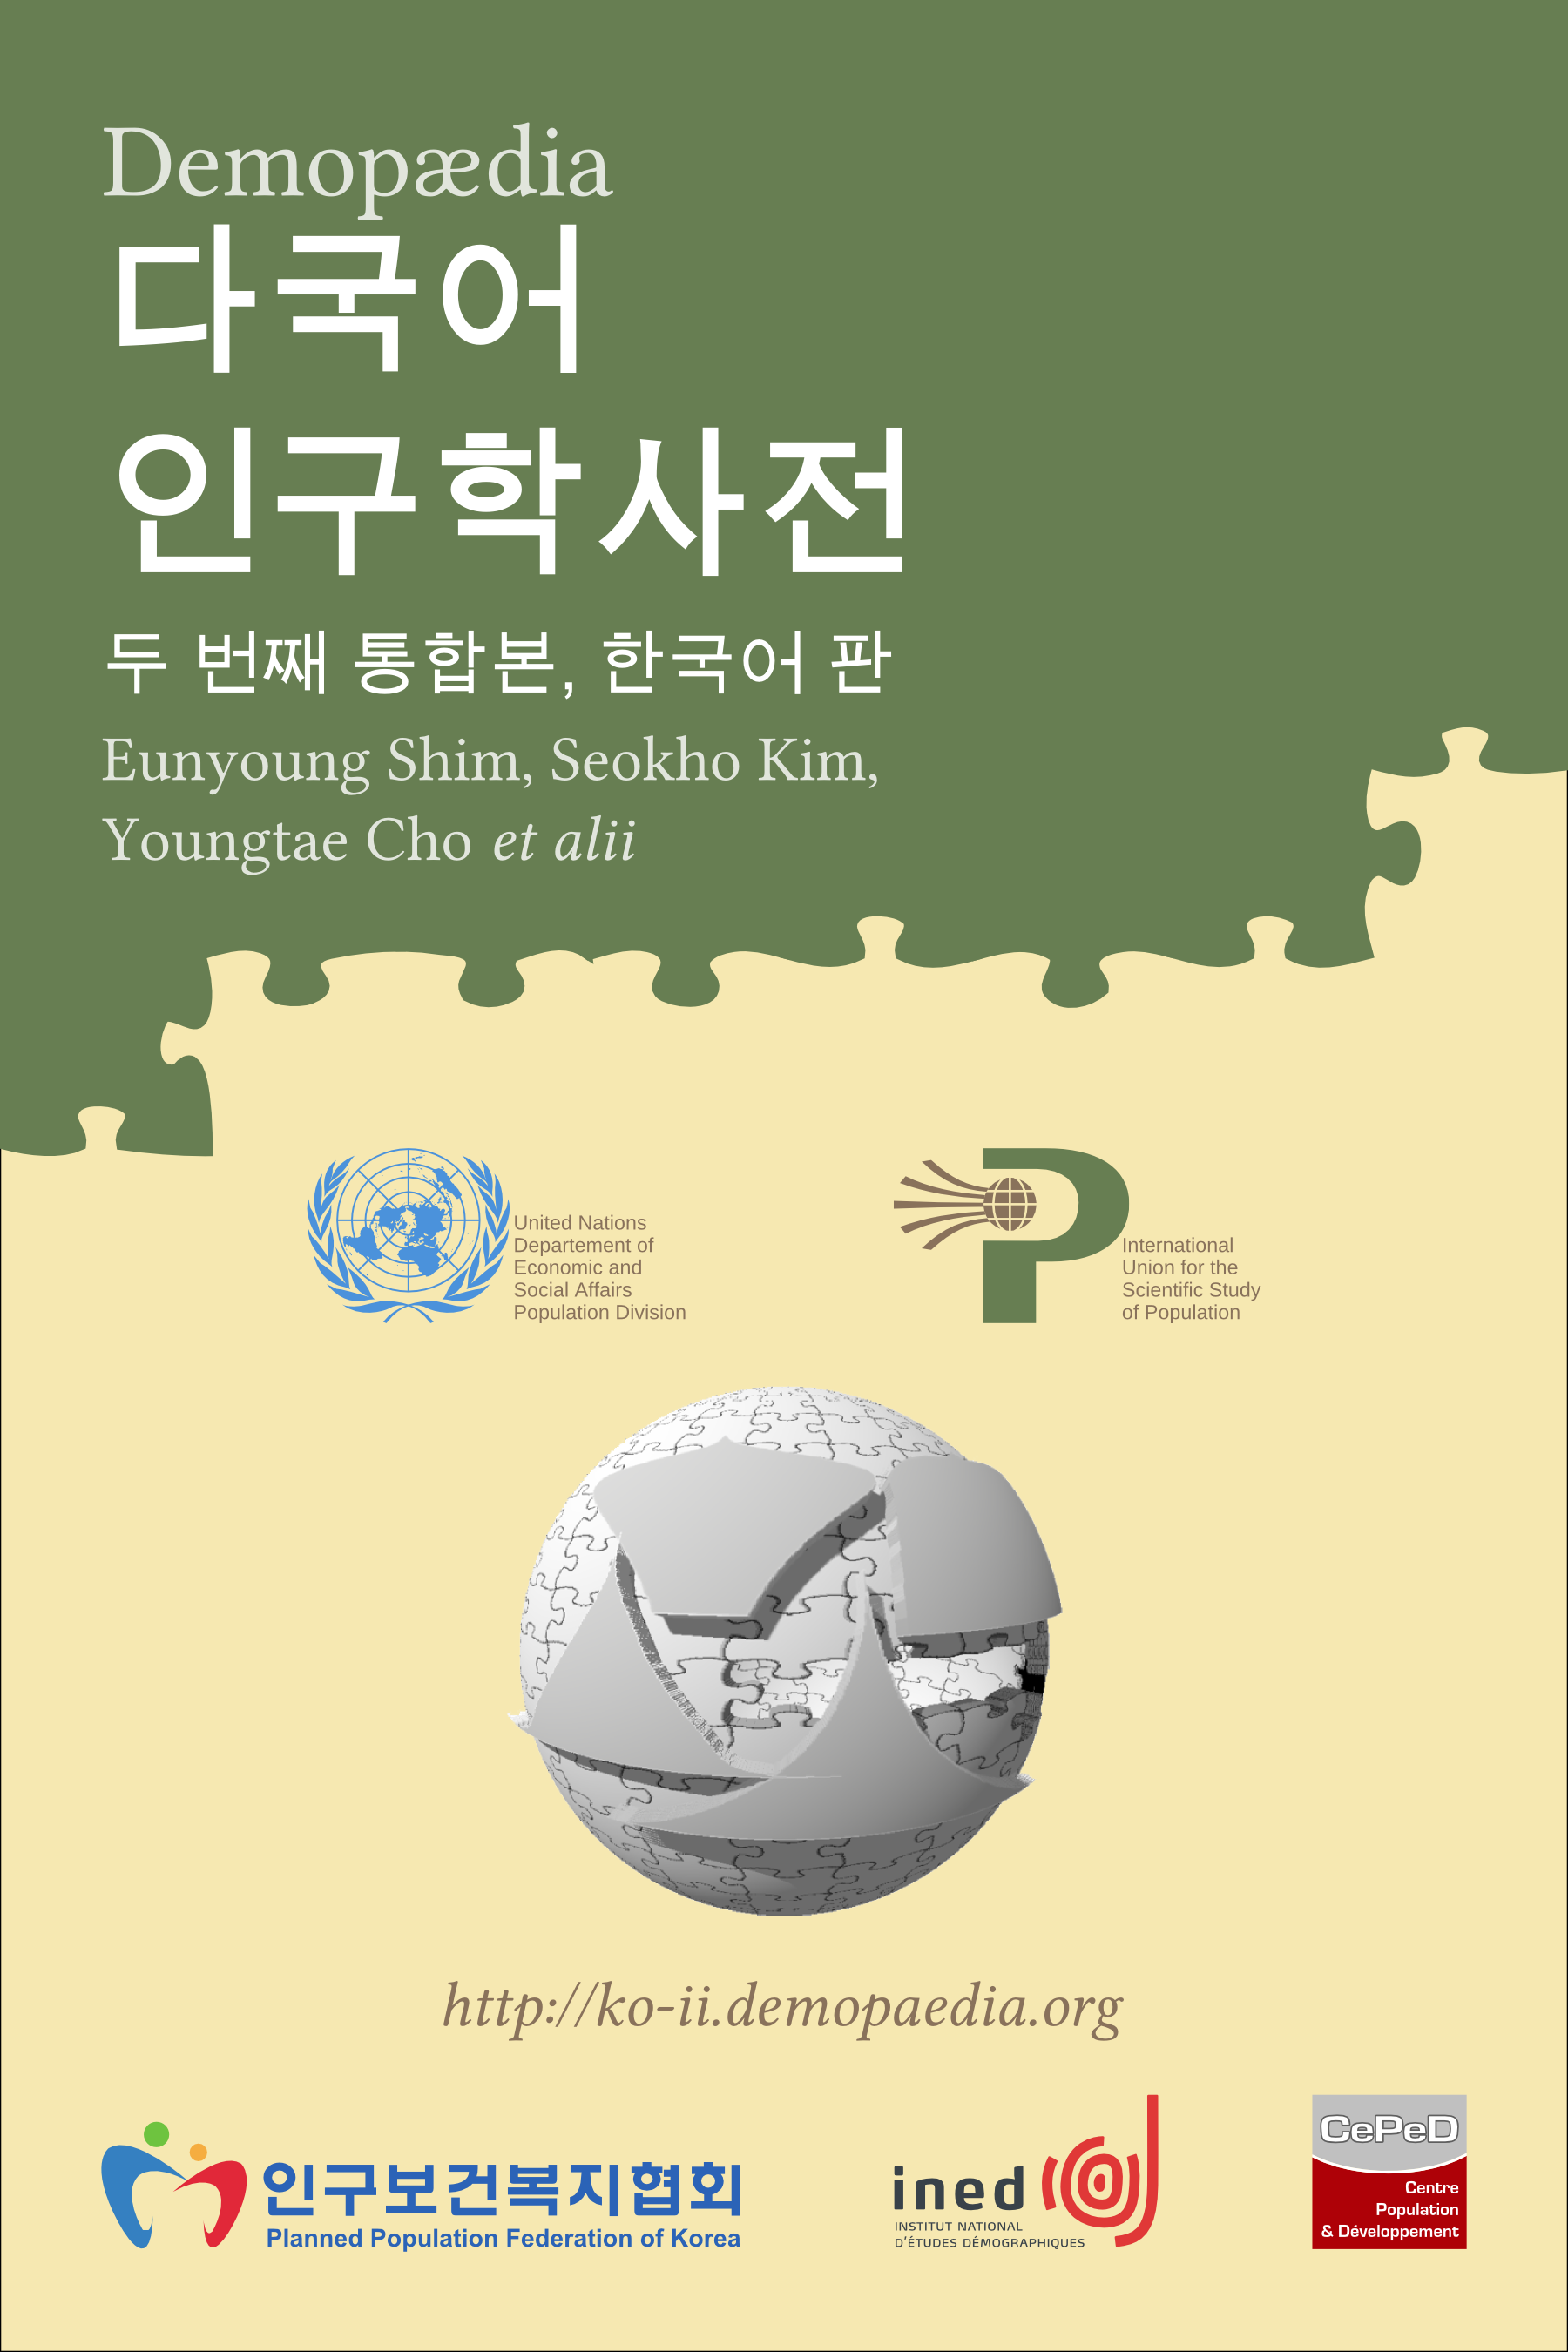 Demopædia
다국어
인구학사전
두 번째 통합본, 한국어 판
Eunyoung Shim, Seokho Kim,
Youngtae Cho et alii
United Nations
Departement of
Economic and
Social Affairs
Population Division
International
Union for the
Scientific Study
of Population
http://ko-ii.demopaedia.org
인구보건복지협회
Planned Population Federation of Korea
ined
INSTITUT NATIONAL
D'ÉTUDES DÉMOGRAPHIQUES
CePeD
Centre
Population
& Développement